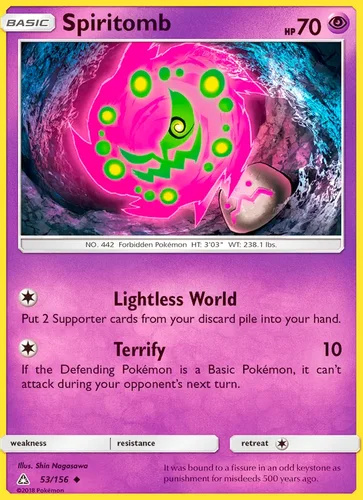 BASIC
Spiritomb
HP 70
NO. 442 Forbidden Pokémon HT: 3'03" WT: 238.1 lbs.
Lightless World
Put 2 Supporter cards from your discard pile into your hand.
Terrify 10
If the Defending Pokémon is a Basic Pokémon, it can't
attack during your opponent's next turn.
weakness resistance retreat
Illus. Shin Nagasawa
53/156
©2018 Pokémon
It was bound to a fissure in an odd keystone as
punishment for misdeeds 500 years ago.